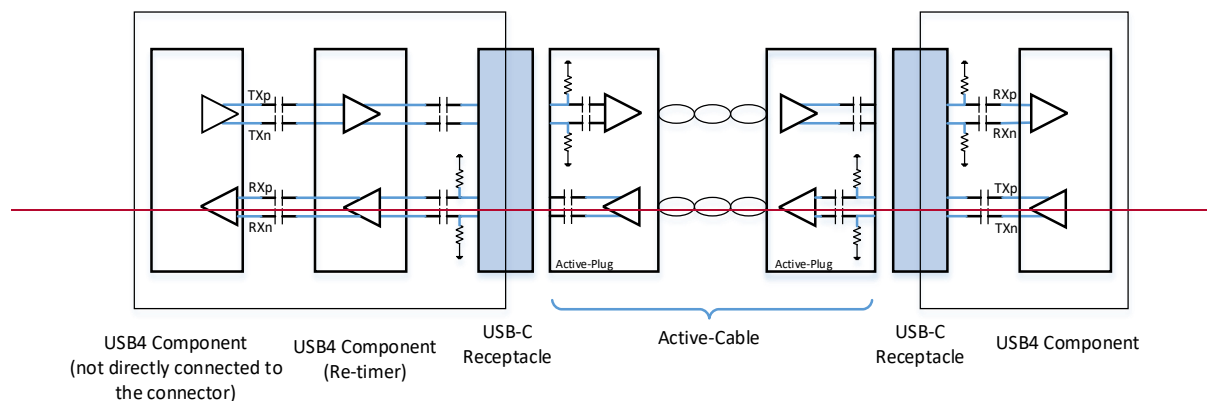 TXp
TXn
RXp
RXn
RXp
RXn
TXp
TXn
Active-Plug
Active-Plug
USB4 Component
(not directly connected to
the connector)
USB4 Component
(Re-timer)
USB-C
Receptacle
Active-Cable
USB-C
Receptacle
USB4 Component